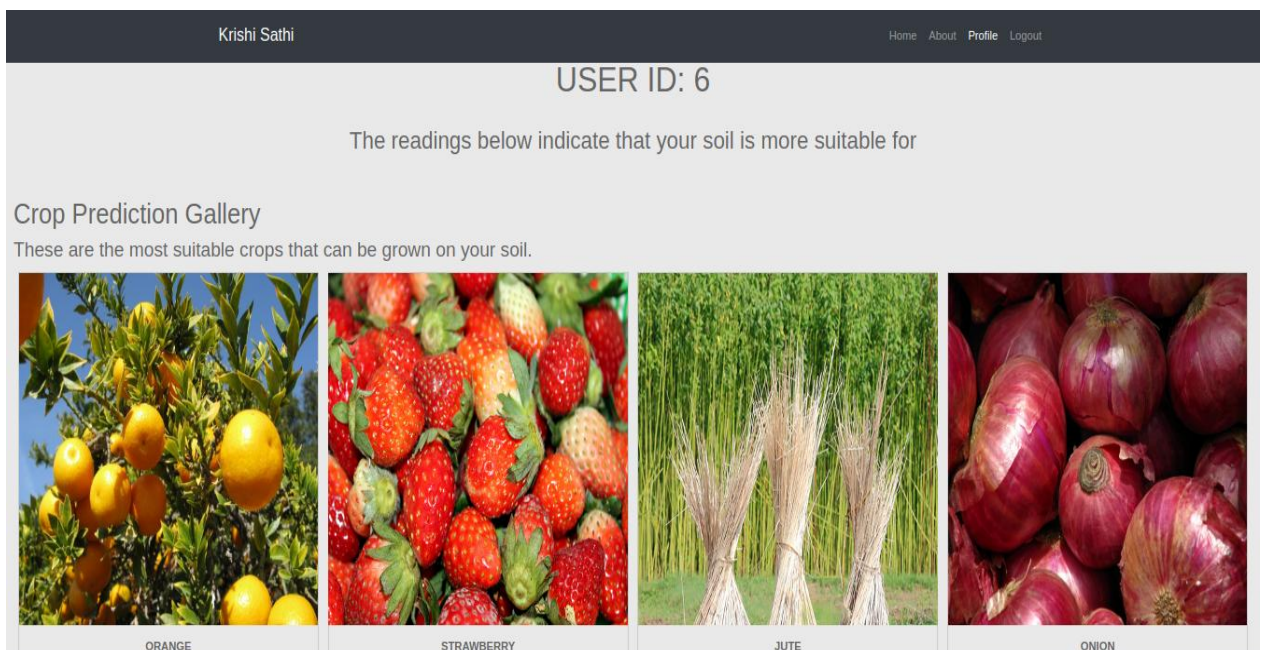 Krishi Sathi
Home About Profile Logout
USER ID: 6
The readings below indicate that your soil is more suitable for
Crop Prediction Gallery
These are the most suitable crops that can be grown on your soil.
ORANGE
STRAWBERRY
JUTE
ONION